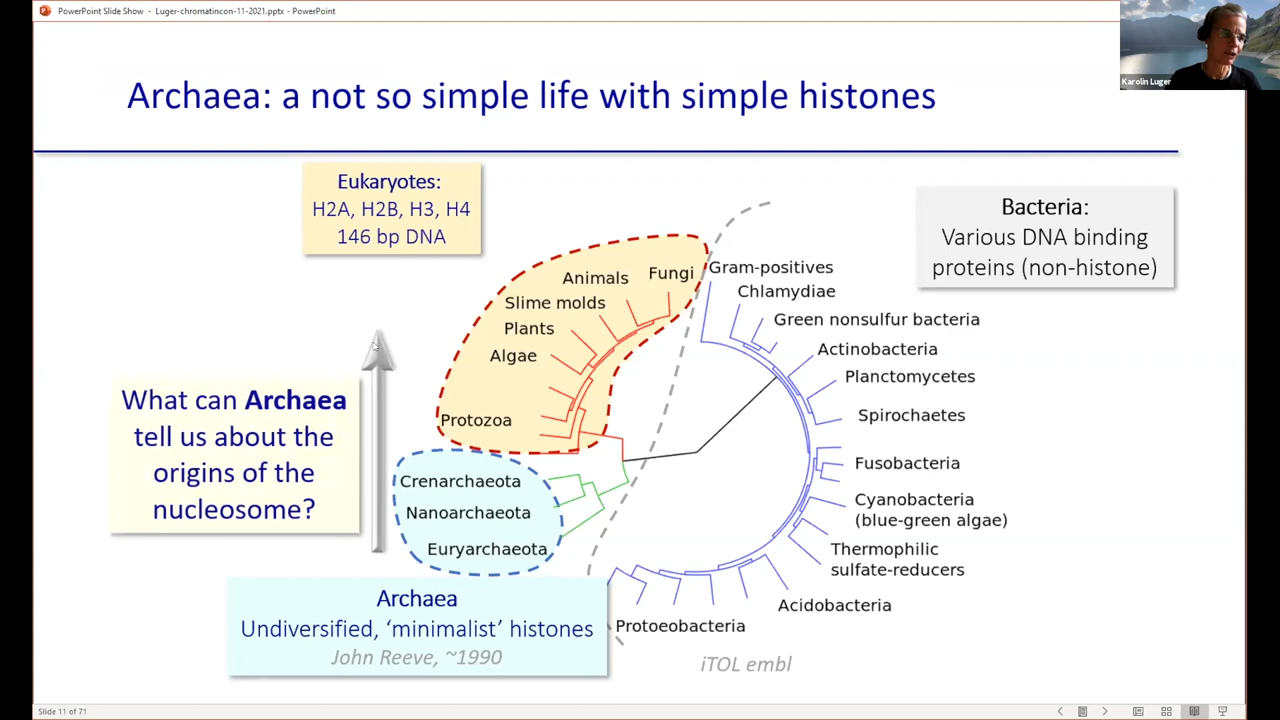 PowerPoint Slide Show - Luger-chromatincon-11-2021.pptx - PowerPoint
Karolin Luger
Archaea: a not so simple life with simple histones
Eukaryotes:
H2A, H2B, H3, H4
146 bp DNA
Bacteria:
Various DNA binding
proteins (non-histone)
What can Archaea
tell us about the
origins of the
nucleosome?
Fungi
Animals
Slime molds
Plants
Algae
Protozoa
Crenarchaeota
Nanoarchaeota
Euryarchaeota
Gram-positives
Chlamydiae
Green nonsulfur bacteria
Actinobacteria
Planctomycetes
Spirochaetes
Fusobacteria
Cyanobacteria
(blue-green algae)
Thermophilic
sulfate-reducers
Acidobacteria
Protoeobacteria
Archaea
Undiversified, ‘minimalist’ histones
John Reeve, ~1990
iTOL embl
Slide 11 of 71